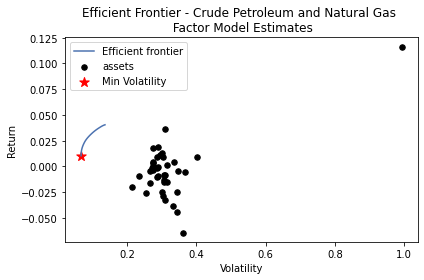 Efficient Frontier - Crude Petroleum and Natural Gas
Factor Model Estimates
Efficient frontier
assets
Min Volatility
Return
0.125
0.100
0.075
0.050
0.025
0.000
−0.025
−0.050
0.2
0.4
0.6
0.8
1.0
Volatility